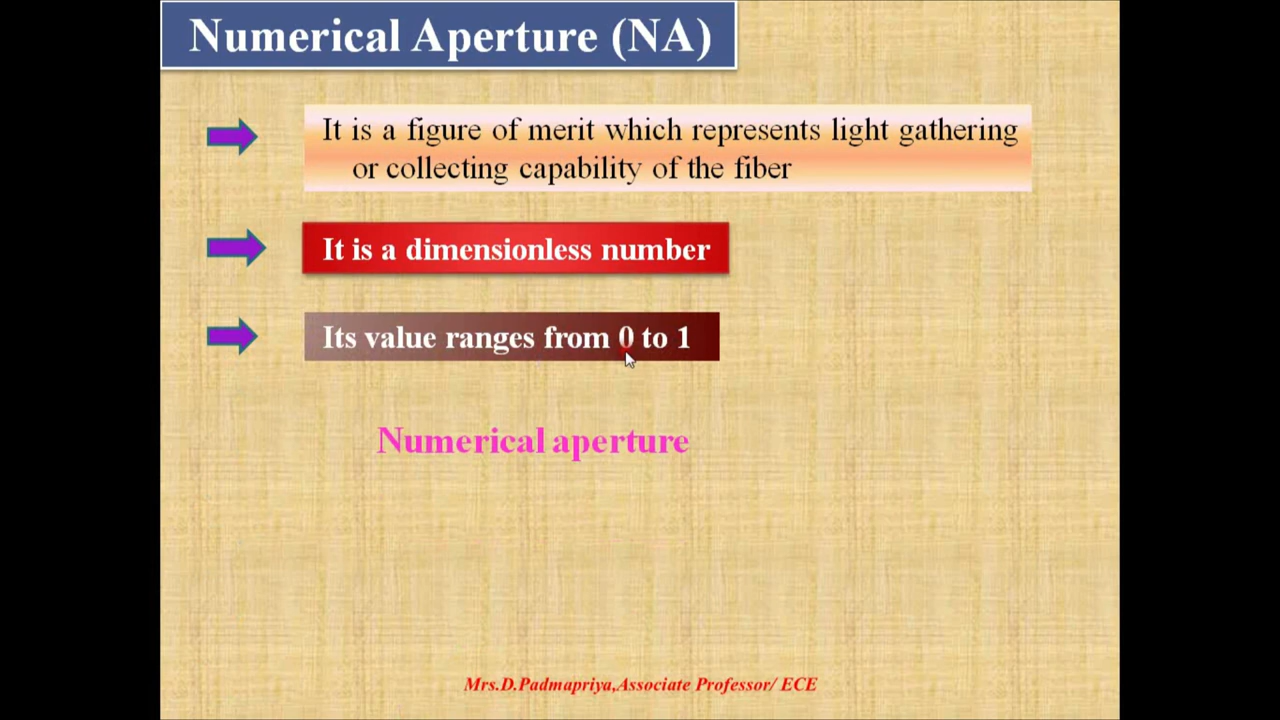 Numerical Aperture (NA)
It is a figure of merit which represents light gathering
or collecting capability of the fiber
It is a dimensionless number
Its value ranges from 0 to 1
Numerical aperture
Mrs.D.Padmapriya,Associate Professor/ ECE